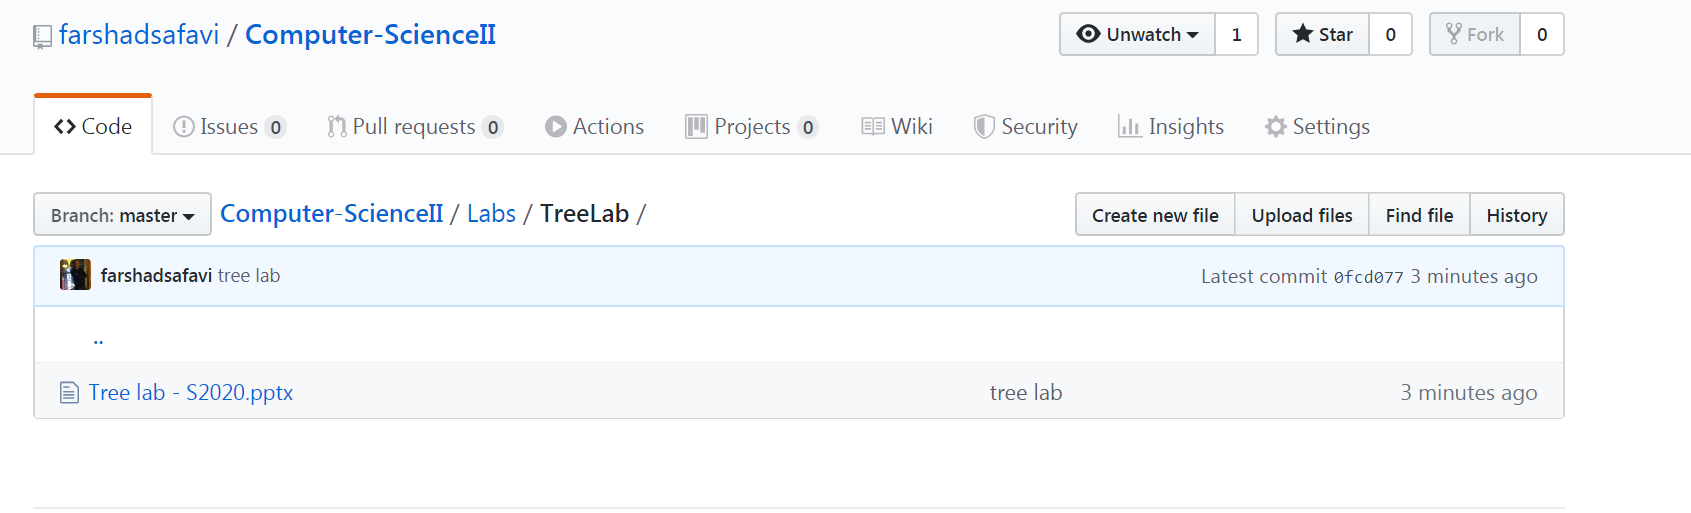 farshadsafavi / Computer-ScienceII Unwatch 1 Star 0 Fork 0
Code Issues 0 Pull requests 0 Actions Projects 0 Wiki Security Insights Settings
Branch: master Computer-ScienceII / Labs / TreeLab / Create new file Upload files Find file History
farshadsafavi tree lab Latest commit 0fcd077 3 minutes ago
..
Tree lab - S2020.pptx tree lab 3 minutes ago